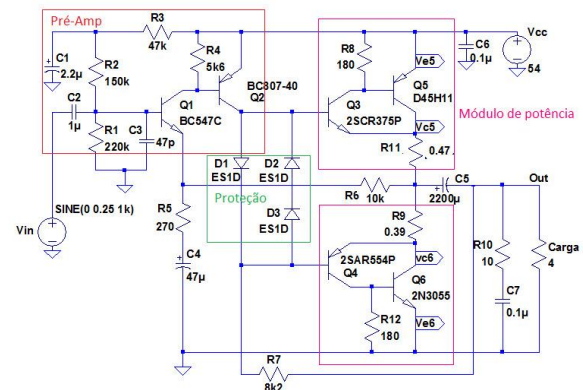 Pré-Amp
R3
47k
C1
2.2µ
R2
150k
R4
5k6
BC307-40
Q2
C2
1µ
Q1
BC547C
R1
220k
C3
47p
SINE(0 0.25 1k)
Vin
R5
270
C4
47µ
D1
ES1D
D2
ES1D
D3
ES1D
Proteção
R8
180
Ve5
Q5
D45H11
Q3
2SCR375P
Vc5
R11
0.47
Módulo de potência
C6
0.1µ
Vcc
54
R6
10k
C5
2200µ
Out
R9
0.39
2SAR554P
Q4
vc6
Q6
2N3055
Ve6
R12
180
R10
10
C7
0.1µ
Carga
4
R7
8k2